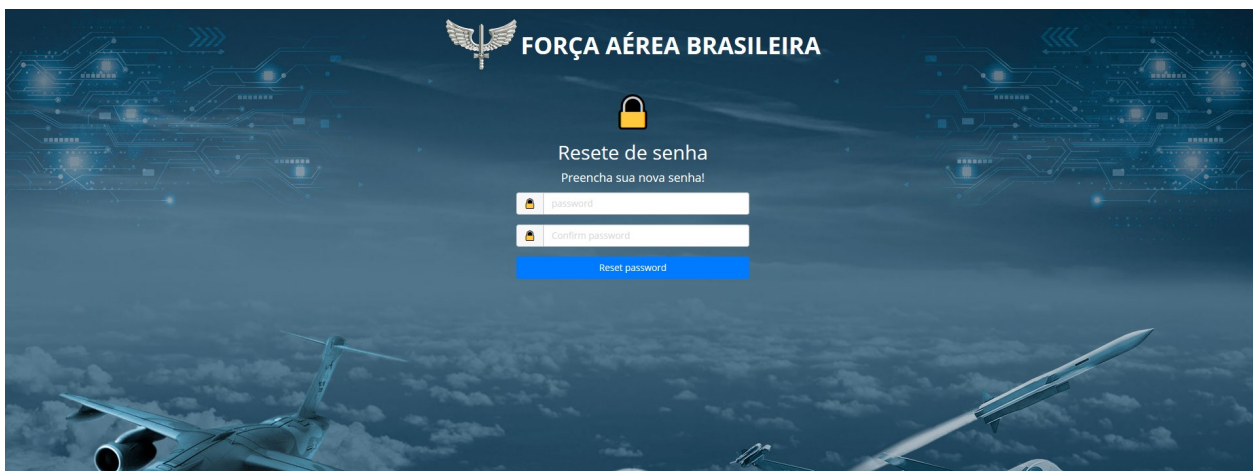 FORÇA AÉREA BRASILEIRA
Resete de senha
Preencha sua nova senha!
password
Confirm password
Reset password